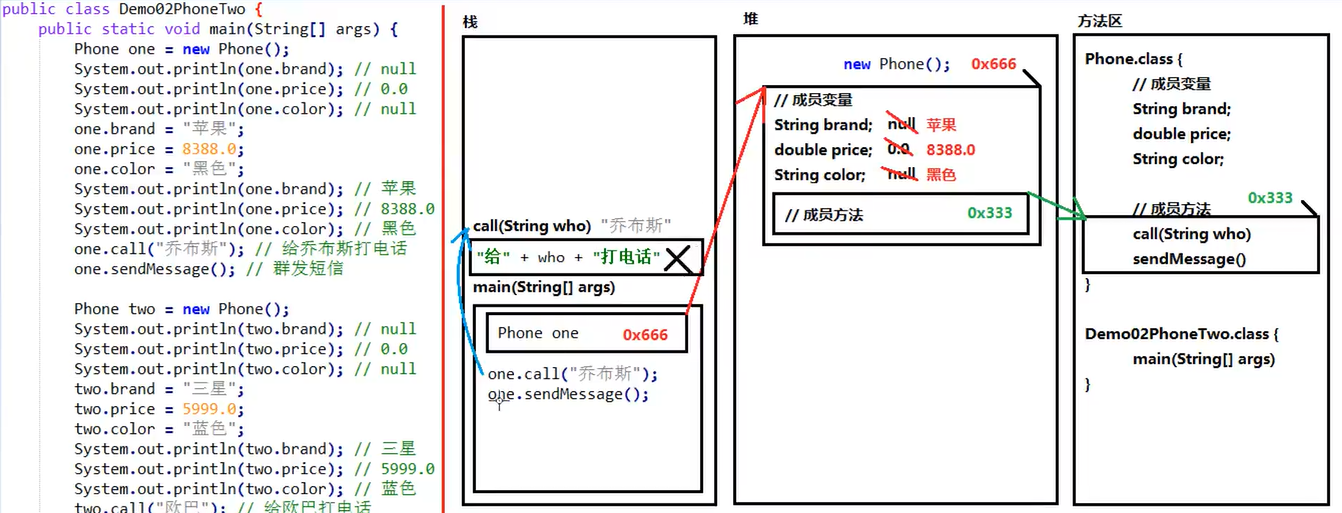 public class Demo02PhoneTwo {
public static void main(String[] args) {
Phone one = new Phone();
System.out.println(one.brand); // null
System.out.println(one.price); // 0.0
System.out.println(one.color); // null
one.brand = "苹果";
one.price = 8388.0;
one.color = "黑色";
System.out.println(one.brand); // 苹果
System.out.println(one.price); // 8388.0
System.out.println(one.color); // 黑色
one.call("乔布斯"); // 给乔布斯打电话
one.sendMessage(); // 群发短信
Phone two = new Phone();
System.out.println(two.brand); // null
System.out.println(two.price); // 0.0
System.out.println(two.color); // null
two.brand = "三星";
two.price = 5999.0;
two.color = "蓝色";
System.out.println(two.brand); // 三星
System.out.println(two.price); // 5999.0
System.out.println(two.color); // 蓝色
two.call("欧巴"); // 给欧巴打电话
栈
call(String who) "乔布斯"
"给" + who + "打电话"
main(String[] args)
Phone one 0x666
one.call("乔布斯");
one.sendMessage();
堆
new Phone(); 0x666
// 成员变量
String brand; null 苹果
double price; 0.0 8388.0
String color; null 黑色
// 成员方法 0x333
方法区
Phone.class {
// 成员变量
String brand;
double price;
String color;
0x333
// 成员方法
call(String who)
sendMessage()
}
Demo02PhoneTwo.class {
main(String[] args)
}